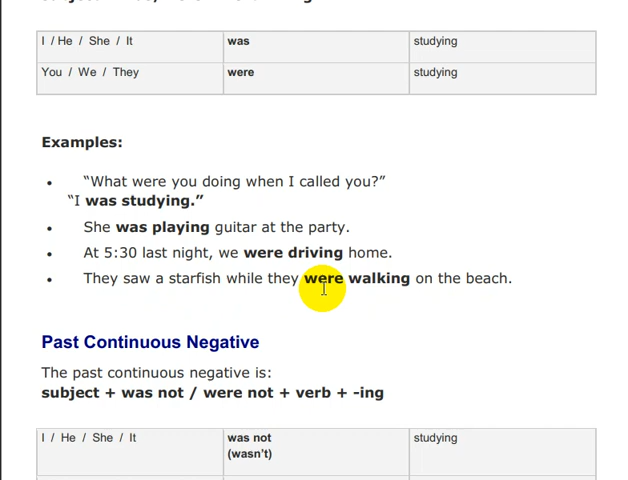 I / He / She / It was studying
You / We / They were studying
Examples:
• “What were you doing when I called you?”
“I was studying.”
• She was playing guitar at the party.
• At 5:30 last night, we were driving home.
• They saw a starfish while they were walking on the beach.
Past Continuous Negative
The past continuous negative is:
subject + was not / were not + verb + -ing
I / He / She / It was not studying
(wasn’t)